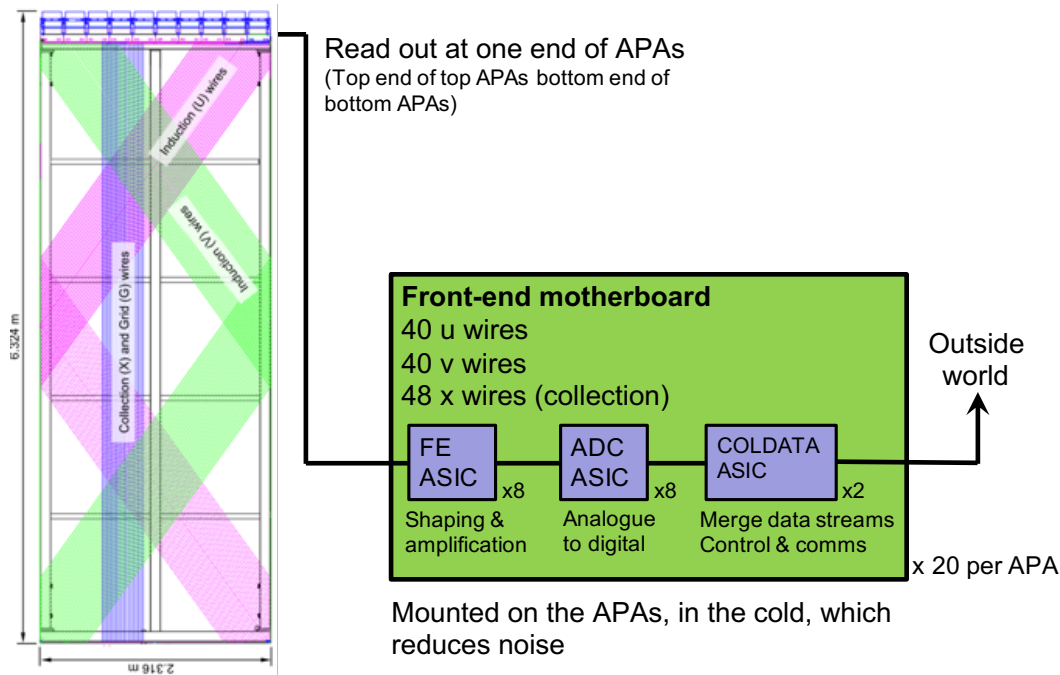 Read out at one end of APAs
(Top end of top APAs bottom end of
bottom APAs)
Induction (U) wires
Induction (V) wires
Collection (X) and Grid (G) wires
6.324 m
2.316 m
Front-end motherboard
40 u wires
40 v wires
48 x wires (collection)
FE
ASIC
x8
Shaping &
amplification
ADC
ASIC
x8
Analogue
to digital
COLDATA
ASIC
x2
Merge data streams
Control & comms
Outside
world
x 20 per APA
Mounted on the APAs, in the cold, which
reduces noise